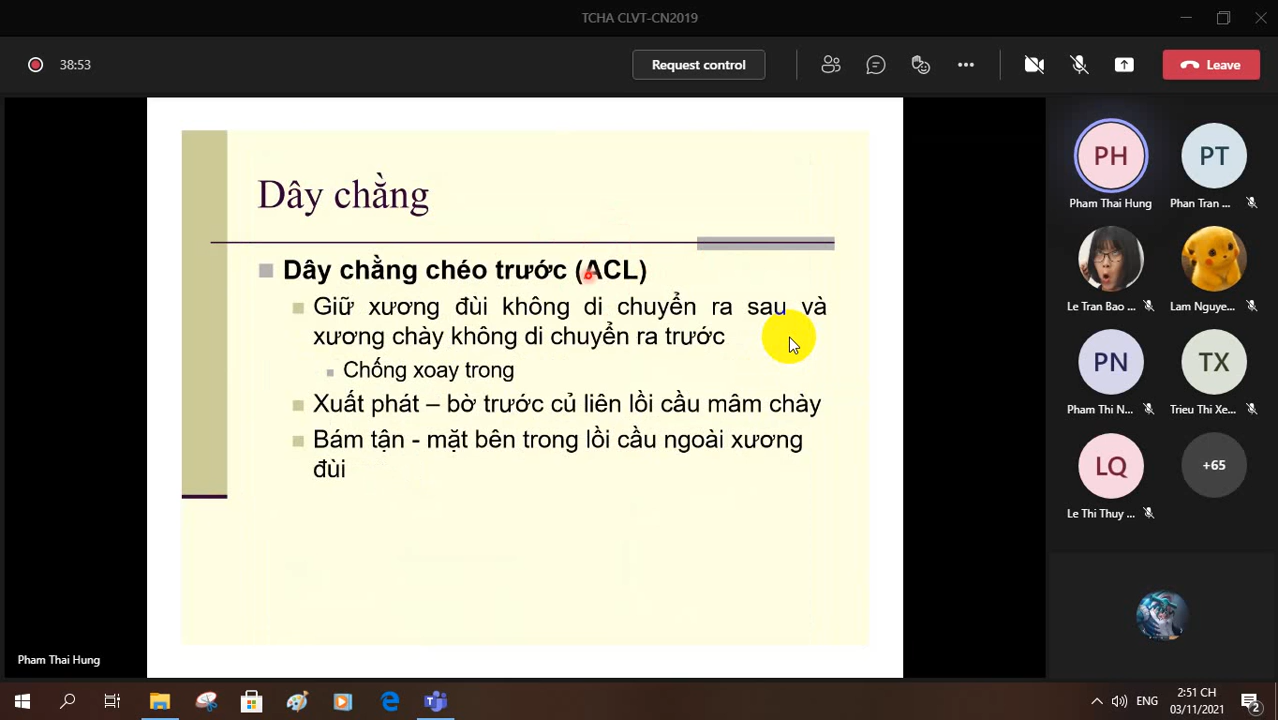 TCHA CLVT-CN2019
38:53
Request control
Leave
Dây chằng
Dây chằng chéo trước (ACL)
Giữ xương đùi không di chuyển ra sau và
xương chày không di chuyển ra trước
Chống xoay trong
Xuất phát – bờ trước củ liên lồi cầu mâm chày
Bám tận - mặt bên trong lồi cầu ngoài xương
đùi
PH
PT
Pham Thai Hung
Phan Tran ...
Le Tran Bao ...
Lam Nguye...
PN
TX
Pham Thi N...
Trieu Thi Xe...
LQ
+65
Le Thi Thuy ...
Pham Thai Hung
ENG
2:51 CH
03/11/2021
2